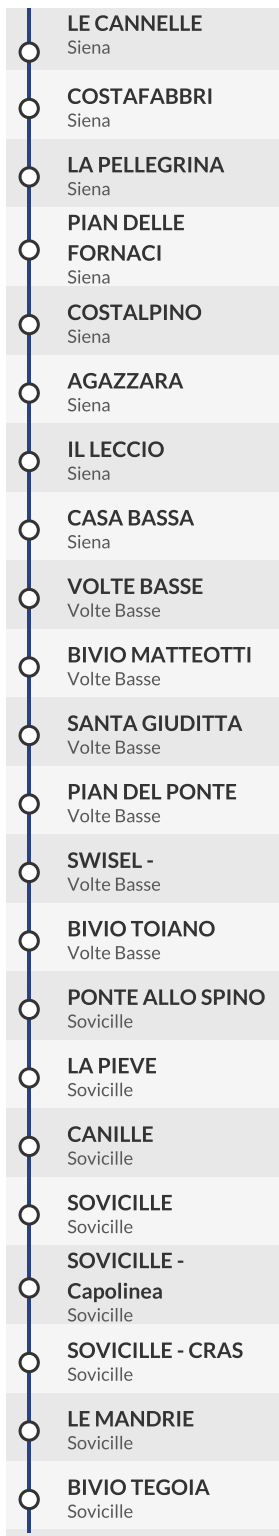 LE CANNELLE
Siena
COSTAFABBRI
Siena
LA PELLEGRINA
Siena
PIAN DELLE
FORNACI
Siena
COSTALPINO
Siena
AGAZZARA
Siena
IL LECCIO
Siena
CASA BASSA
Siena
VOLTE BASSE
Volte Basse
BIVIO MATTEOTTI
Volte Basse
SANTA GIUDITTA
Volte Basse
PIAN DEL PONTE
Volte Basse
SWISEL -
Volte Basse
BIVIO TOIANO
Volte Basse
PONTE ALLO SPINO
Sovicille
LA PIEVE
Sovicille
CANILLE
Sovicille
SOVICILLE
Sovicille
SOVICILLE -
Capolinea
Sovicille
SOVICILLE - CRAS
Sovicille
LE MANDRIE
Sovicille
BIVIO TEGOIA
Sovicille